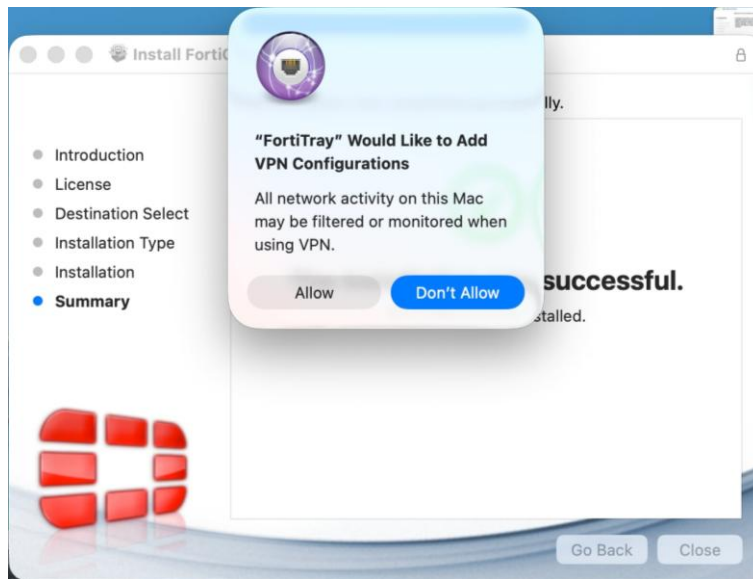 Install Forti
lly.
“FortiTray” Would Like to Add
VPN Configurations
All network activity on this Mac
may be filtered or monitored when
using VPN.
Allow
Don’t Allow
Introduction
License
Destination Select
Installation Type
Installation
Summary
successful.
stalled.
Go Back
Close